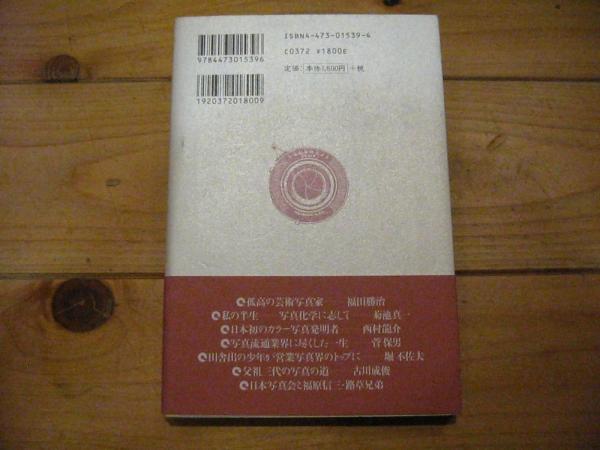 ISBN4-473-01539-6
C0372 ¥1800E
定価:本体1,800円+税
9784473015396
1920372018009
孤高の芸術写真家 福田勝治
私の半生 写真化学に志して 菊池真一
日本初のカラー写真発明者 西村龍介
写真流通業界に尽くした一生 菅保男
田舎出の少年が営業写真界のトップに 堀不佐夫
父祖三代の写真の道 古川成俊
日本写真会と福原信三・路草兄弟